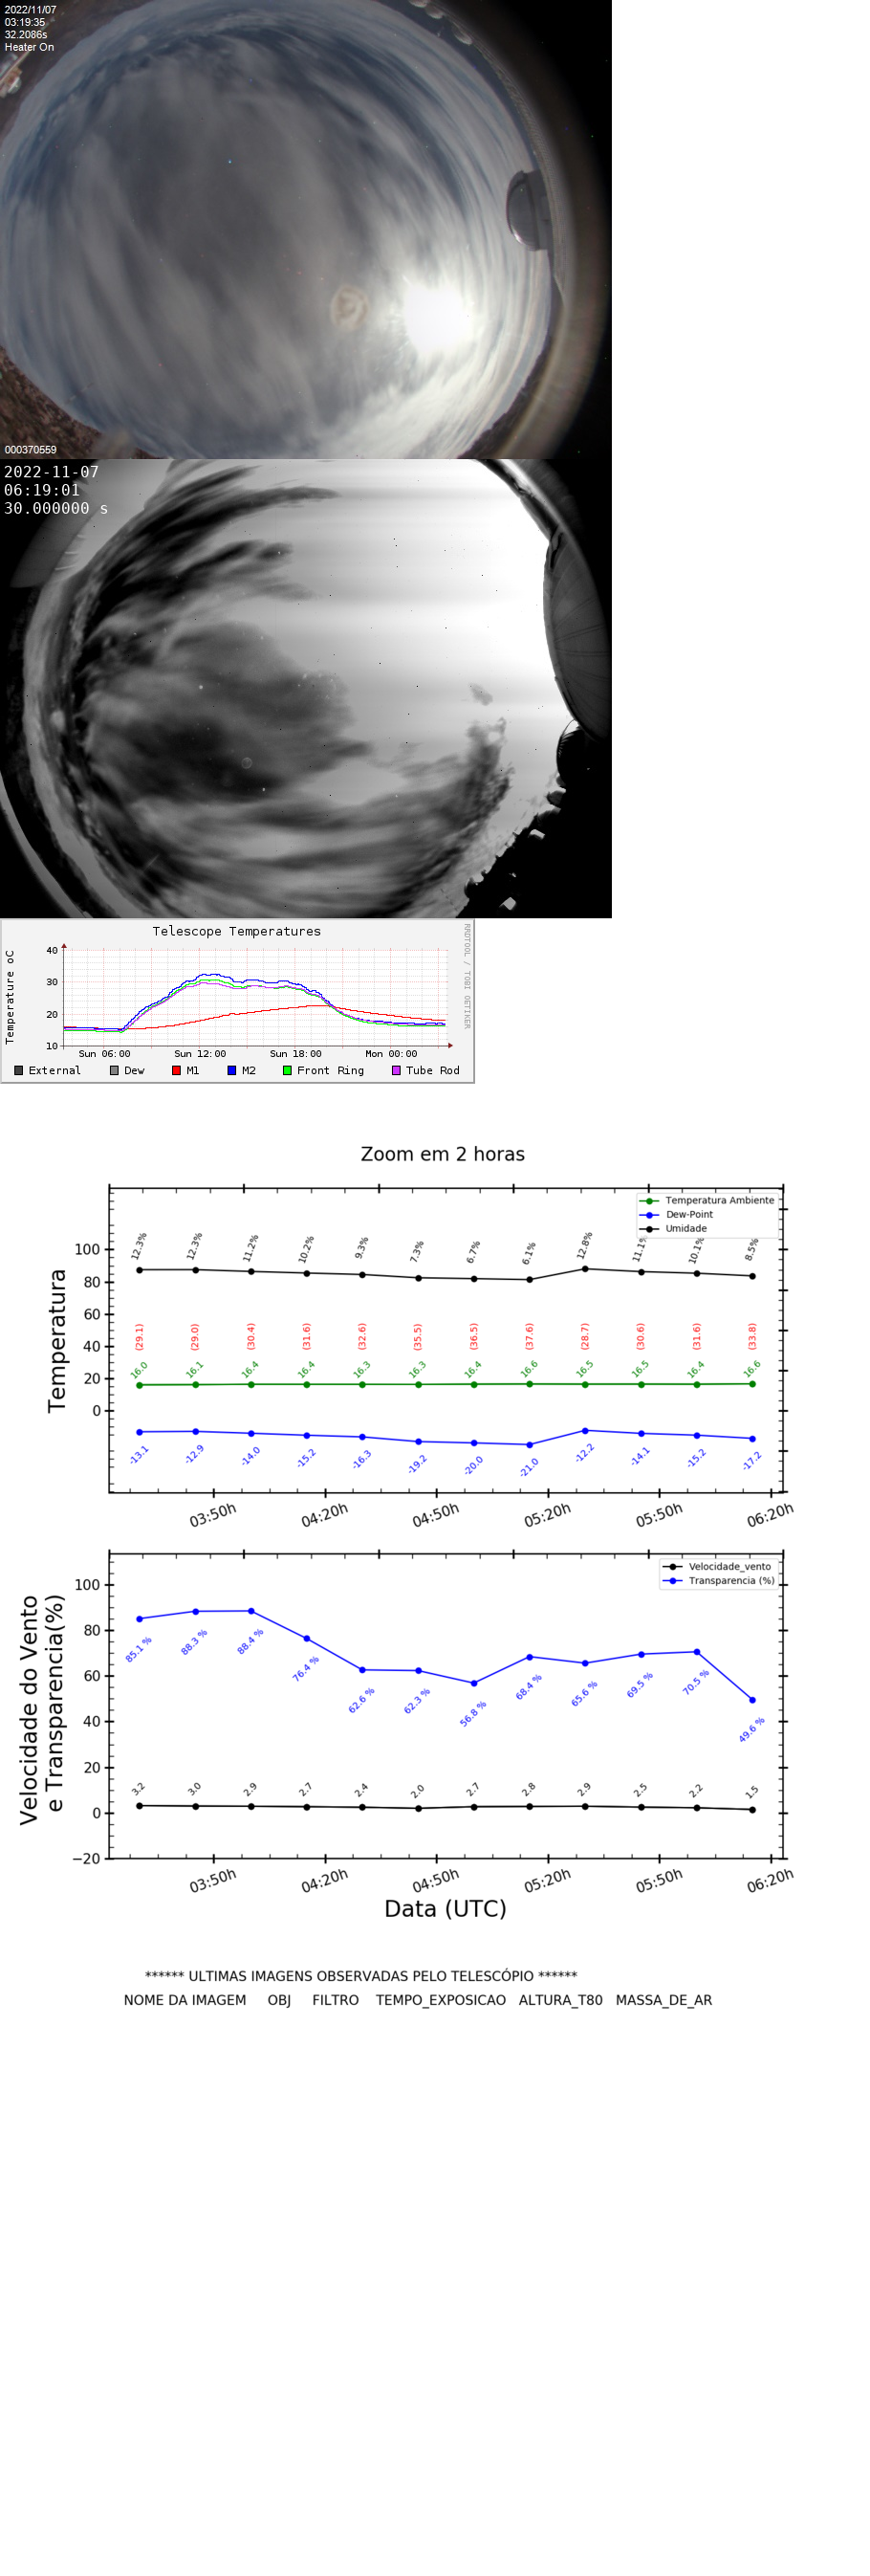 2022/11/07
03:19:35
32.2086s
Heater On
000370559
2022-11-07
06:19:01
30.000000 s
Telescope Temperatures
RRDTOOL / TOBI OETIKER
Temperature oC
40
30
20
10
Sun 06:00 Sun 12:00 Sun 18:00 Mon 00:00
External Dew M1 M2 Front Ring Tube Rod
Zoom em 2 horas
Temperatura Ambiente
Dew-Point
Umidade
Temperatura
100
80
60
40
20
0
12.3% 12.3% 11.2% 10.2% 9.3% 7.3% 6.7% 6.1% 12.8% 11.1% 10.1% 8.5%
(29.1) (29.0) (30.4) (31.6) (32.6) (35.5) (36.5) (37.6) (28.7) (30.6) (31.6) (33.8)
16.0 16.1 16.4 16.4 16.3 16.3 16.4 16.6 16.5 16.5 16.4 16.6
-13.1 -12.9 -14.0 -15.2 -16.3 -19.2 -20.0 -21.0 -12.2 -14.1 -15.2 -17.2
03:50h 04:20h 04:50h 05:20h 05:50h 06:20h
Velocidade_vento
Transparencia (%)
Velocidade do Vento
e Transparencia(%)
100
80
60
40
20
0
−20
85.1 % 88.3 % 88.4 % 76.4 % 62.6 % 62.3 % 56.8 % 68.4 % 65.6 % 69.5 % 70.5 % 49.6 %
3.2 3.0 2.9 2.7 2.4 2.0 2.7 2.8 2.9 2.5 2.2 1.5
03:50h 04:20h 04:50h 05:20h 05:50h 06:20h
Data (UTC)
****** ULTIMAS IMAGENS OBSERVADAS PELO TELESCÓPIO ******
NOME DA IMAGEM OBJ FILTRO TEMPO_EXPOSICAO ALTURA_T80 MASSA_DE_AR